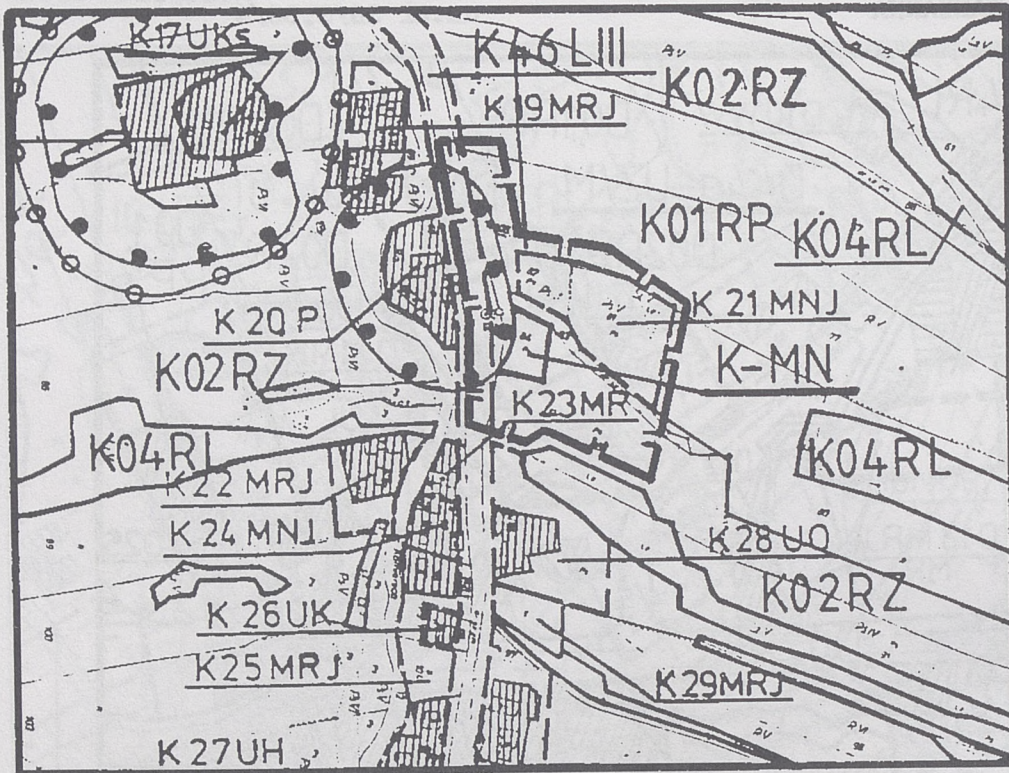 K17UKs
K46LIII
K02RZ
K19MRJ
K01RP
K04RL
K20P
K21MNJ
K02RZ
K-MN
K23MR
K04RL
K04RL
K22MRJ
K24MNJ
K28UO
K02RZ
K26UK
K25MRJ
K29MRJ
K27UH